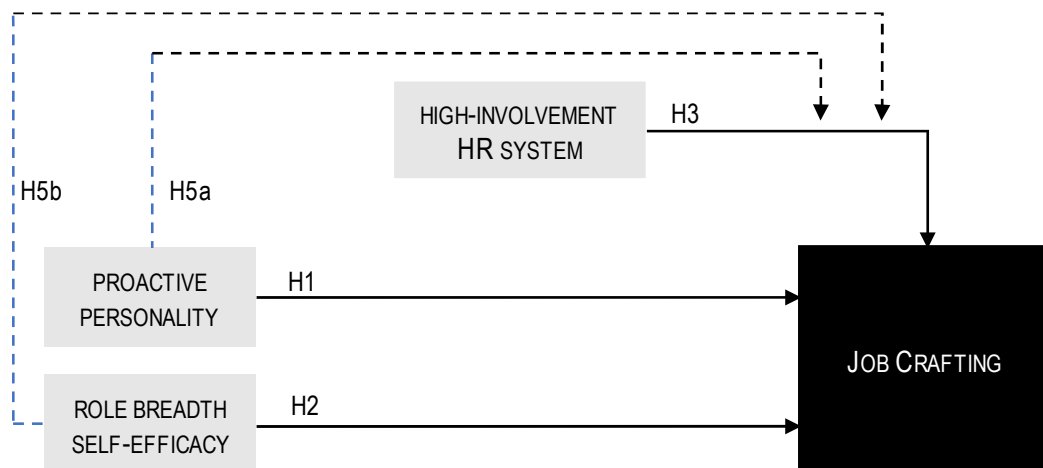 HIGH-INVOLVEMENT
HR SYSTEM
H3
H5b
H5a
PROACTIVE
PERSONALITY
H1
JOB CRAFTING
ROLE BREADTH
SELF-EFFICACY
H2